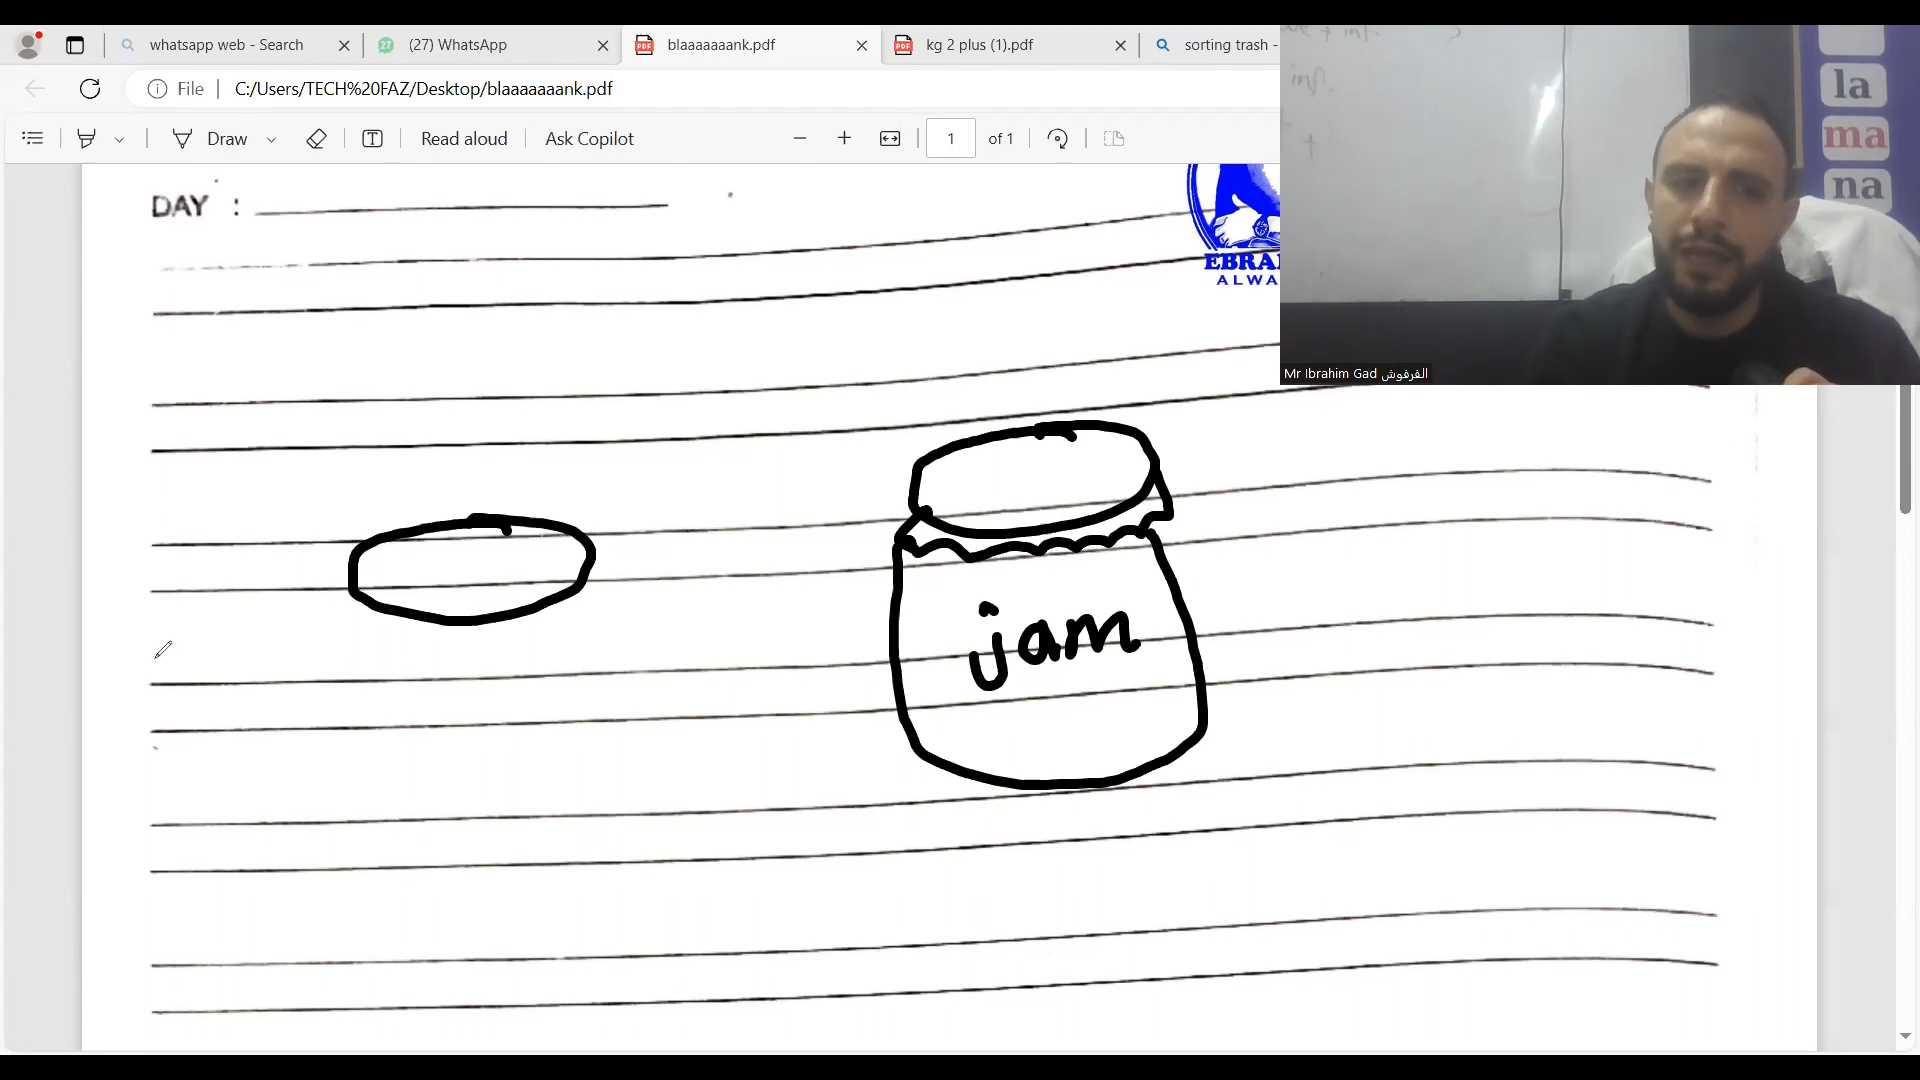 whatsapp web - Search
(27) WhatsApp
blaaaaaaank.pdf
kg 2 plus (1).pdf
sorting trash -
File
C:/Users/TECH%20FAZ/Desktop/blaaaaaaank.pdf
Draw
Read aloud
Ask Copilot
1
of 1
DAY :
EBRA
ALWA
jam
la
ma
na
Mr Ibrahim Gad الفرفوش